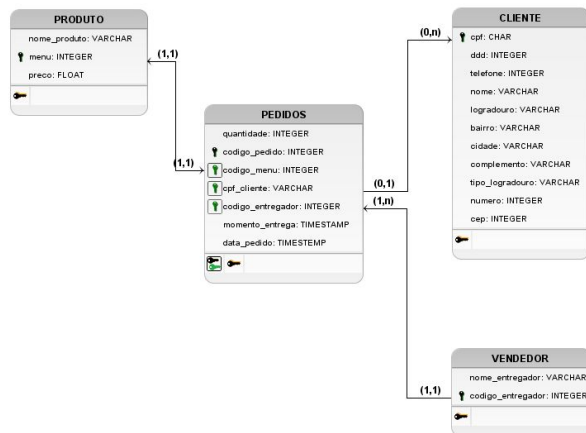 PRODUTO
nome_produto: VARCHAR
menu: INTEGER
preco: FLOAT
(1,1)
(1,1)
PEDIDOS
quantidade: INTEGER
codigo_pedido: INTEGER
codigo_menu: INTEGER
cpf_cliente: VARCHAR
codigo_entregador: INTEGER
momento_entrega: TIMESTAMP
data_pedido: TIMESTEMP
(0,1)
(1,n)
(0,n)
CLIENTE
cpf: CHAR
ddd: INTEGER
telefone: INTEGER
nome: VARCHAR
logradouro: VARCHAR
bairro: VARCHAR
cidade: VARCHAR
complemento: VARCHAR
tipo_logradouro: VARCHAR
numero: INTEGER
cep: INTEGER
(1,1)
VENDEDOR
nome_entregador: VARCHAR
codigo_entregador: INTEGER